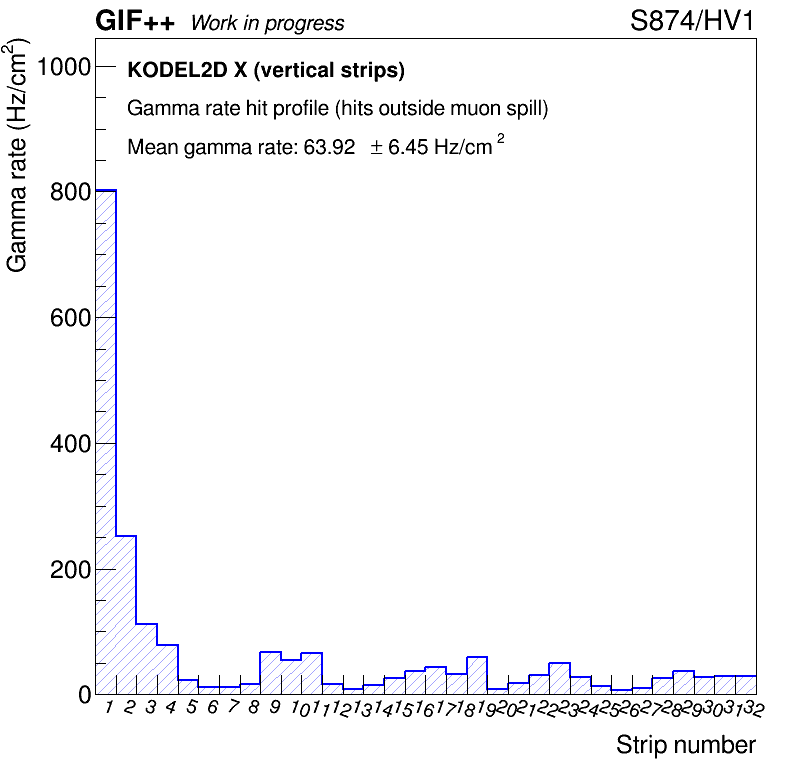 GIF++ Work in progress S874/HV1
Gamma rate (Hz/cm²)
KODEL2D X (vertical strips)
Gamma rate hit profile (hits outside muon spill)
Mean gamma rate: 63.92 ± 6.45 Hz/cm²
1000
800
600
400
200
0
1 2 3 4 5 6 7 8 9 10 11 12 13 14 15 16 17 18 19 20 21 22 23 24 25 26 27 28 29 30 31 32
Strip number